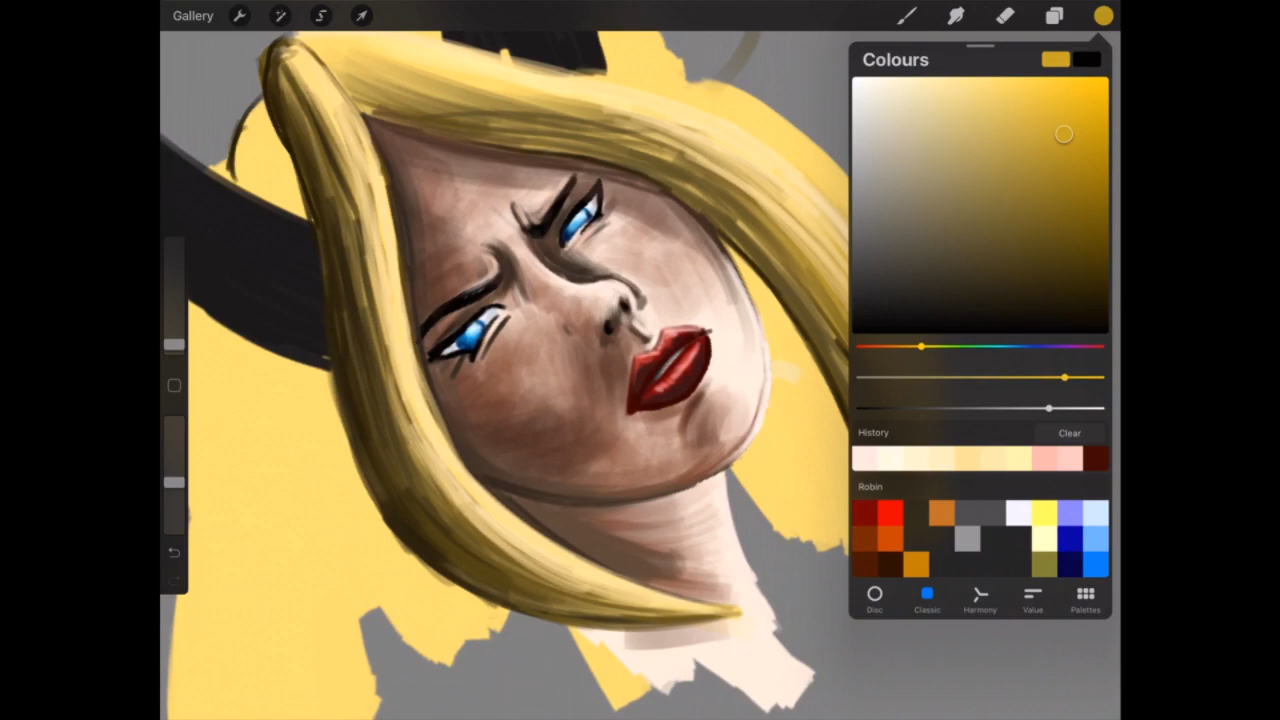 Gallery
Colours
History
Clear
Robin
Disc
Classic
Harmony
Value
Palettes